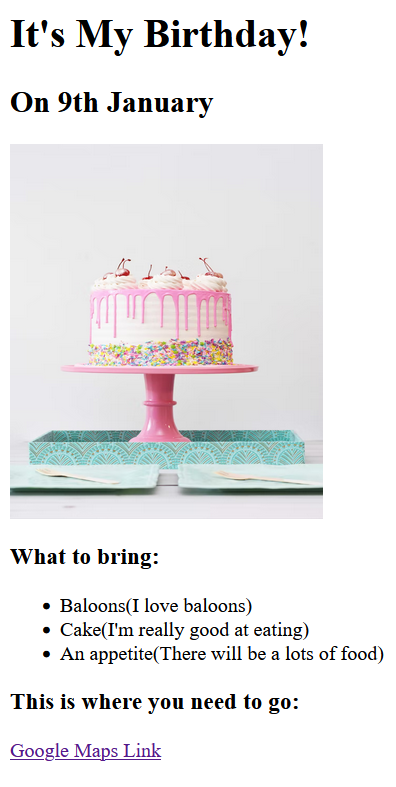 It's My Birthday!
On 9th January
What to bring:
Baloons(I love baloons)
Cake(I'm really good at eating)
An appetite(There will be a lots of food)
This is where you need to go:
Google Maps Link